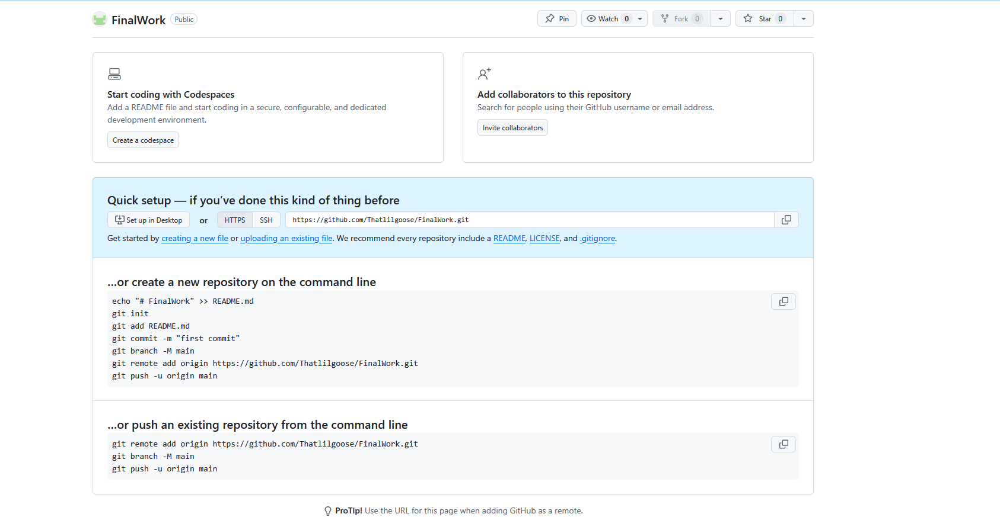 FinalWork Public
Pin
Watch 0
Fork 0
Star 0
Start coding with Codespaces
Add a README file and start coding in a secure, configurable, and dedicated
development environment.
Create a codespace
Add collaborators to this repository
Search for people using their GitHub username or email address.
Invite collaborators
Quick setup — if you’ve done this kind of thing before
Set up in Desktop or HTTPS SSH https://github.com/Thatlilgoose/FinalWork.git
Get started by creating a new file or uploading an existing file. We recommend every repository include a README, LICENSE, and .gitignore.
…or create a new repository on the command line
echo "# FinalWork" >> README.md
git init
git add README.md
git commit -m "first commit"
git branch -M main
git remote add origin https://github.com/Thatlilgoose/FinalWork.git
git push -u origin main
…or push an existing repository from the command line
git remote add origin https://github.com/Thatlilgoose/FinalWork.git
git branch -M main
git push -u origin main
ProTip! Use the URL for this page when adding GitHub as a remote.